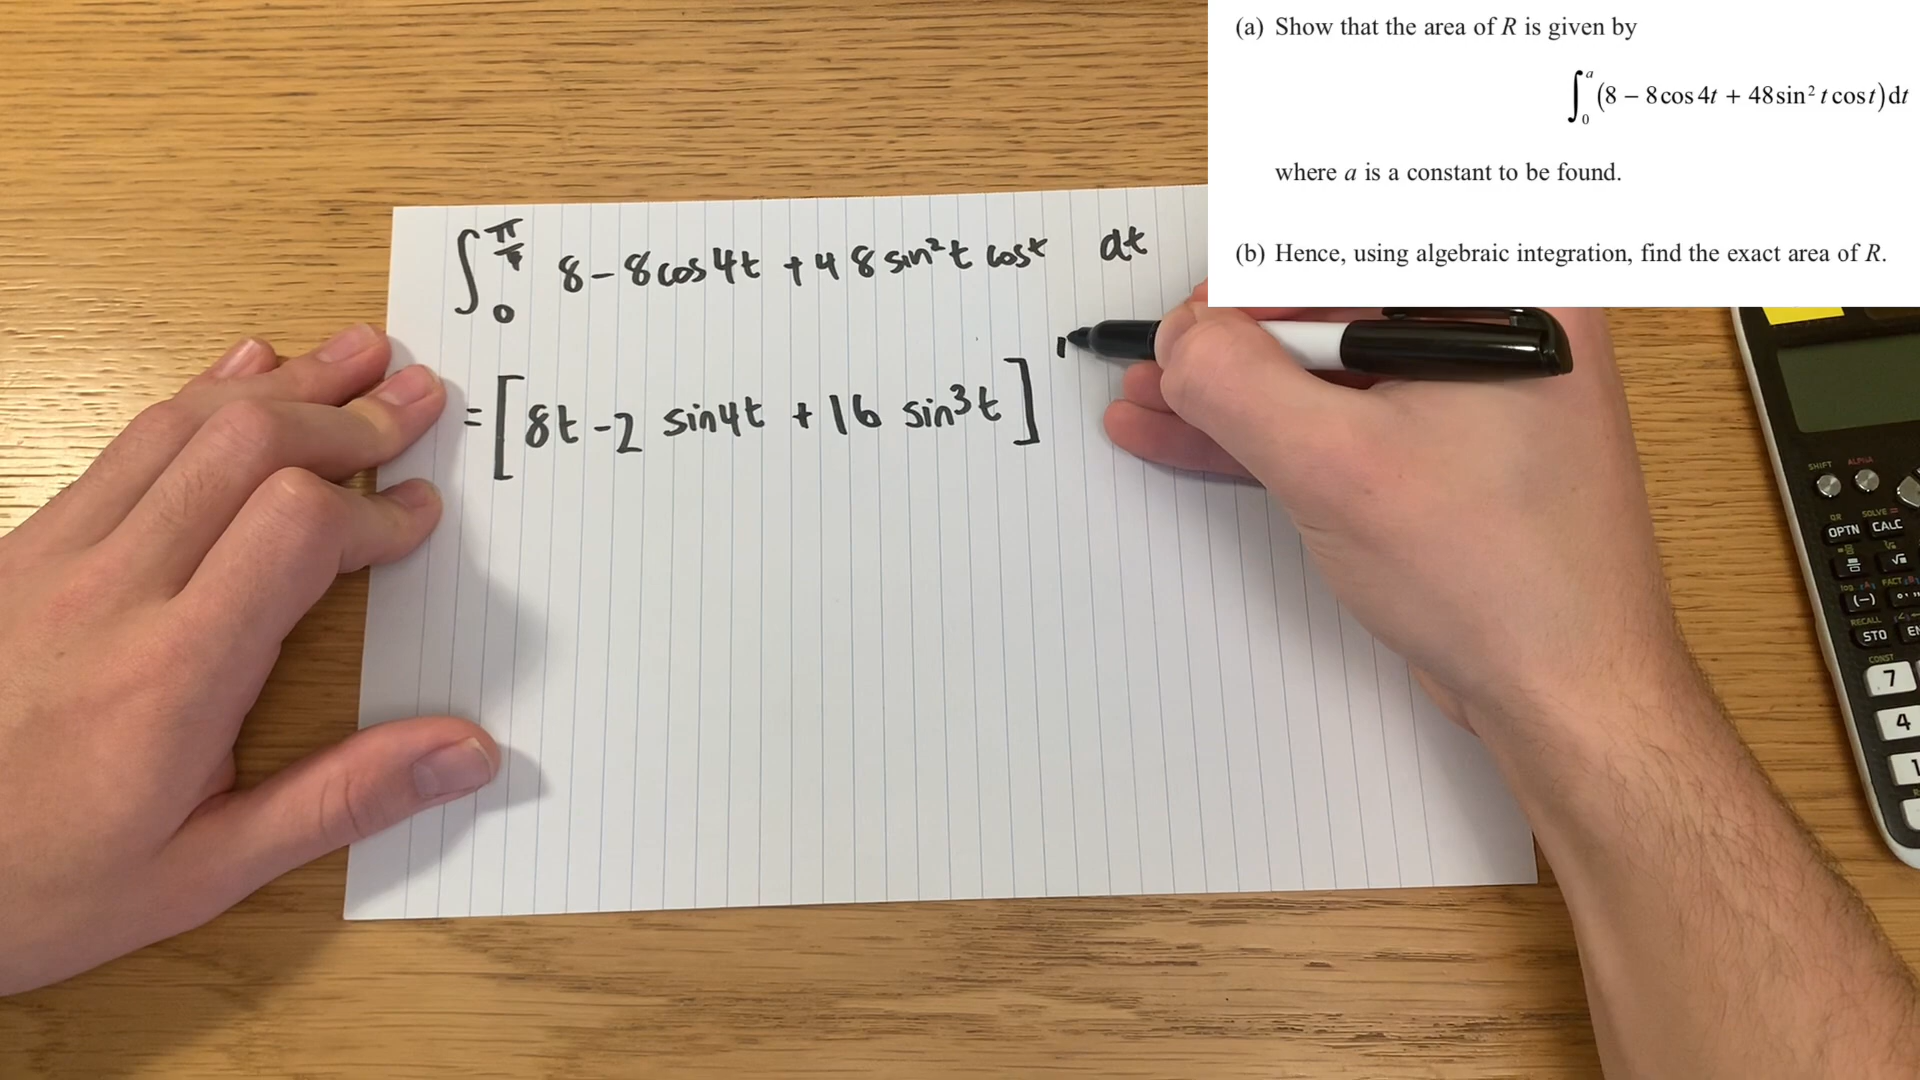 (a) Show that the area of R is given by
∫₀ᵃ (8 − 8cos 4t + 48sin² t cos t) dt
where a is a constant to be found.
(b) Hence, using algebraic integration, find the exact area of R.
∫₀^(π/4) 8 − 8cos4t + 48 sin²t cost dt
= [8t − 2 sin4t + 16 sin³t]
SHIFT ALPHA
SOLVE =
OPTN CALC
(−)
RECALL
STO
CONST
7
4
1